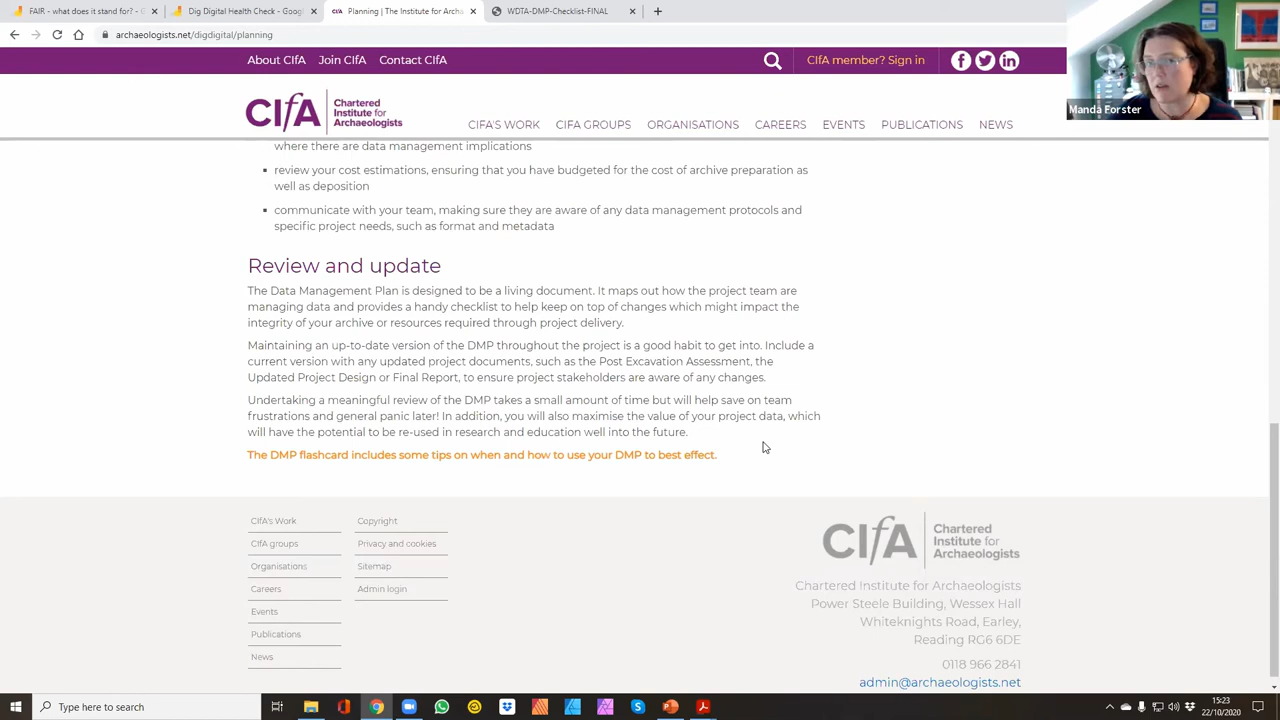 FAIR - what does it stand for? - G
Dig Digital Health Check - Googl
Planning | The Institute for Archa
WDTA-DMP-Checklist-FINAL
archaeologists.net/digdigital/planning
About CIfA Join CIfA Contact CIfA
CIfA member? Sign in
Manda Forster
CIfA Chartered
Institute for
Archaeologists
CIFA'S WORK CIFA GROUPS ORGANISATIONS CAREERS EVENTS PUBLICATIONS NEWS
where there are data management implications
review your cost estimations, ensuring that you have budgeted for the cost of archive preparation as
well as deposition
communicate with your team, making sure they are aware of any data management protocols and
specific project needs, such as format and metadata
Review and update
The Data Management Plan is designed to be a living document. It maps out how the project team are
managing data and provides a handy checklist to help keep on top of changes which might impact the
integrity of your archive or resources required through project delivery.
Maintaining an up-to-date version of the DMP throughout the project is a good habit to get into. Include a
current version with any updated project documents, such as the Post Excavation Assessment, the
Updated Project Design or Final Report, to ensure project stakeholders are aware of any changes.
Undertaking a meaningful review of the DMP takes a small amount of time but will help save on team
frustrations and general panic later! In addition, you will also maximise the value of your project data, which
will have the potential to be re-used in research and education well into the future.
The DMP flashcard includes some tips on when and how to use your DMP to best effect.
CIfA's Work Copyright
CIfA groups Privacy and cookies
Organisations Sitemap
Careers Admin login
Events
Publications
News
CIfA Chartered
Institute for
Archaeologists
Chartered Institute for Archaeologists
Power Steele Building, Wessex Hall
Whiteknights Road, Earley,
Reading RG6 6DE
0118 966 2841
admin@archaeologists.net
Type here to search
15:23
22/10/2020